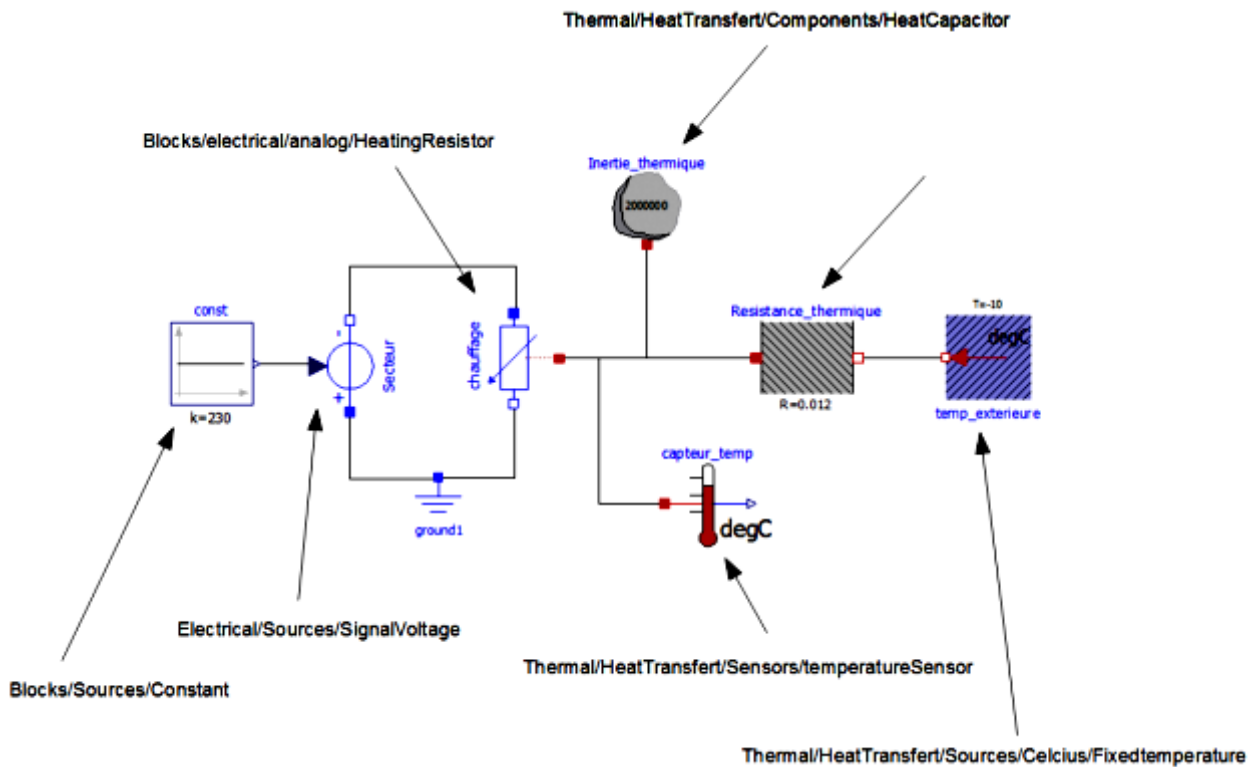 Thermal/HeatTransfert/Components/HeatCapacitor
Blocks/electrical/analog/HeatingResistor
Inertie_thermique
2000000
const
k=230
-
+
Secteur
chauffage
ground1
Resistance_thermique
R=0.012
T=-10
degC
temp_exterieure
capteur_temp
degC
Electrical/Sources/SignalVoltage
Blocks/Sources/Constant
Thermal/HeatTransfert/Sensors/temperatureSensor
Thermal/HeatTransfert/Sources/Celcius/Fixedtemperature